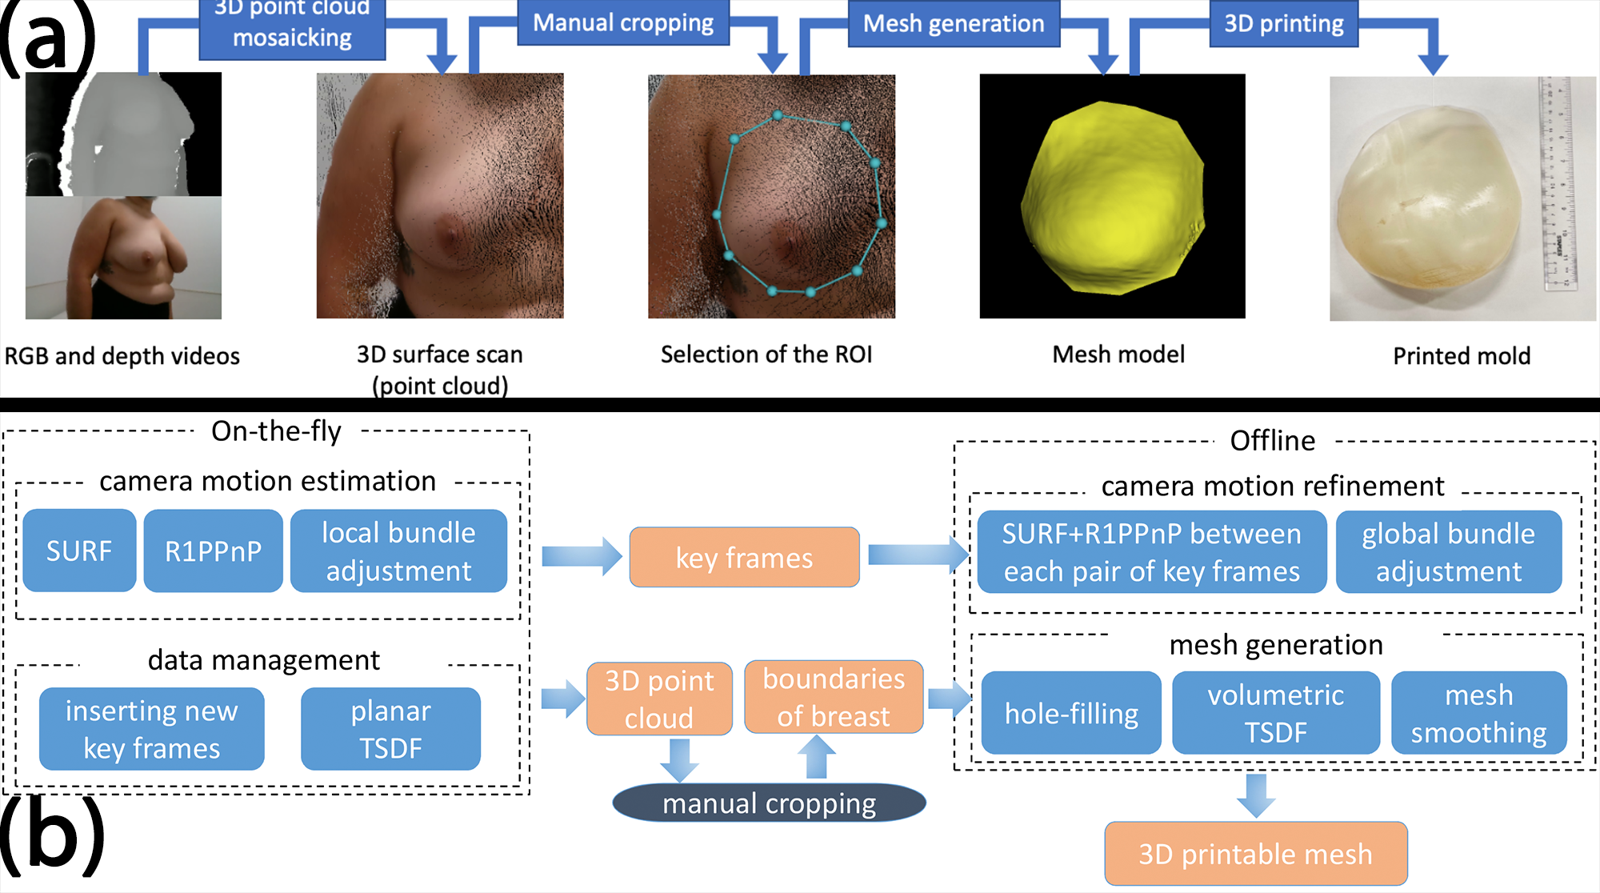 (a)
3D point cloud
mosaicking
Manual cropping
Mesh generation
3D printing
RGB and depth videos
3D surface scan
(point cloud)
Selection of the ROI
Mesh model
Printed mold
On-the-fly
camera motion estimation
SURF
R1PPnP
local bundle
adjustment
data management
inserting new
key frames
planar
TSDF
key frames
3D point
cloud
boundaries
of breast
manual cropping
Offline
camera motion refinement
SURF+R1PPnP between
each pair of key frames
global bundle
adjustment
mesh generation
hole-filling
volumetric
TSDF
mesh
smoothing
3D printable mesh
(b)